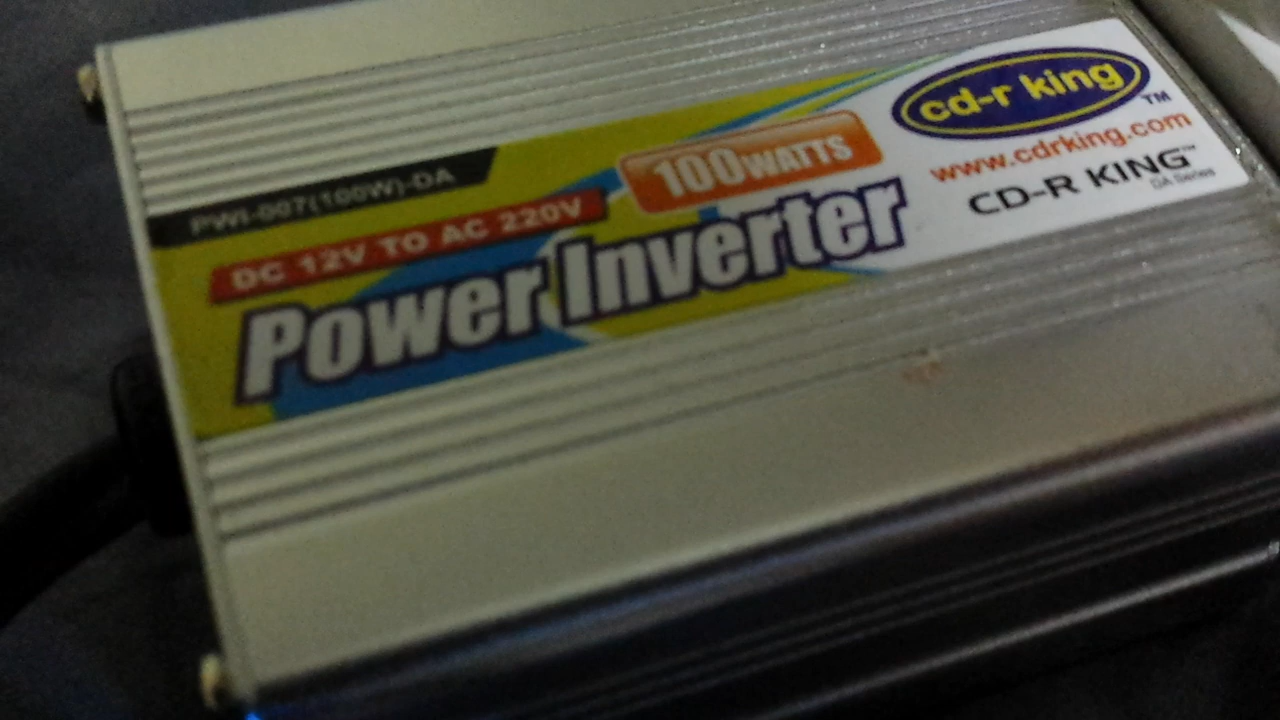 cd-r king ™
www.cdrking.com
CD-R KING™
DA Series
100WATTS
PWI-007(100W)-DA
DC 12V TO AC 220V
Power Inverter